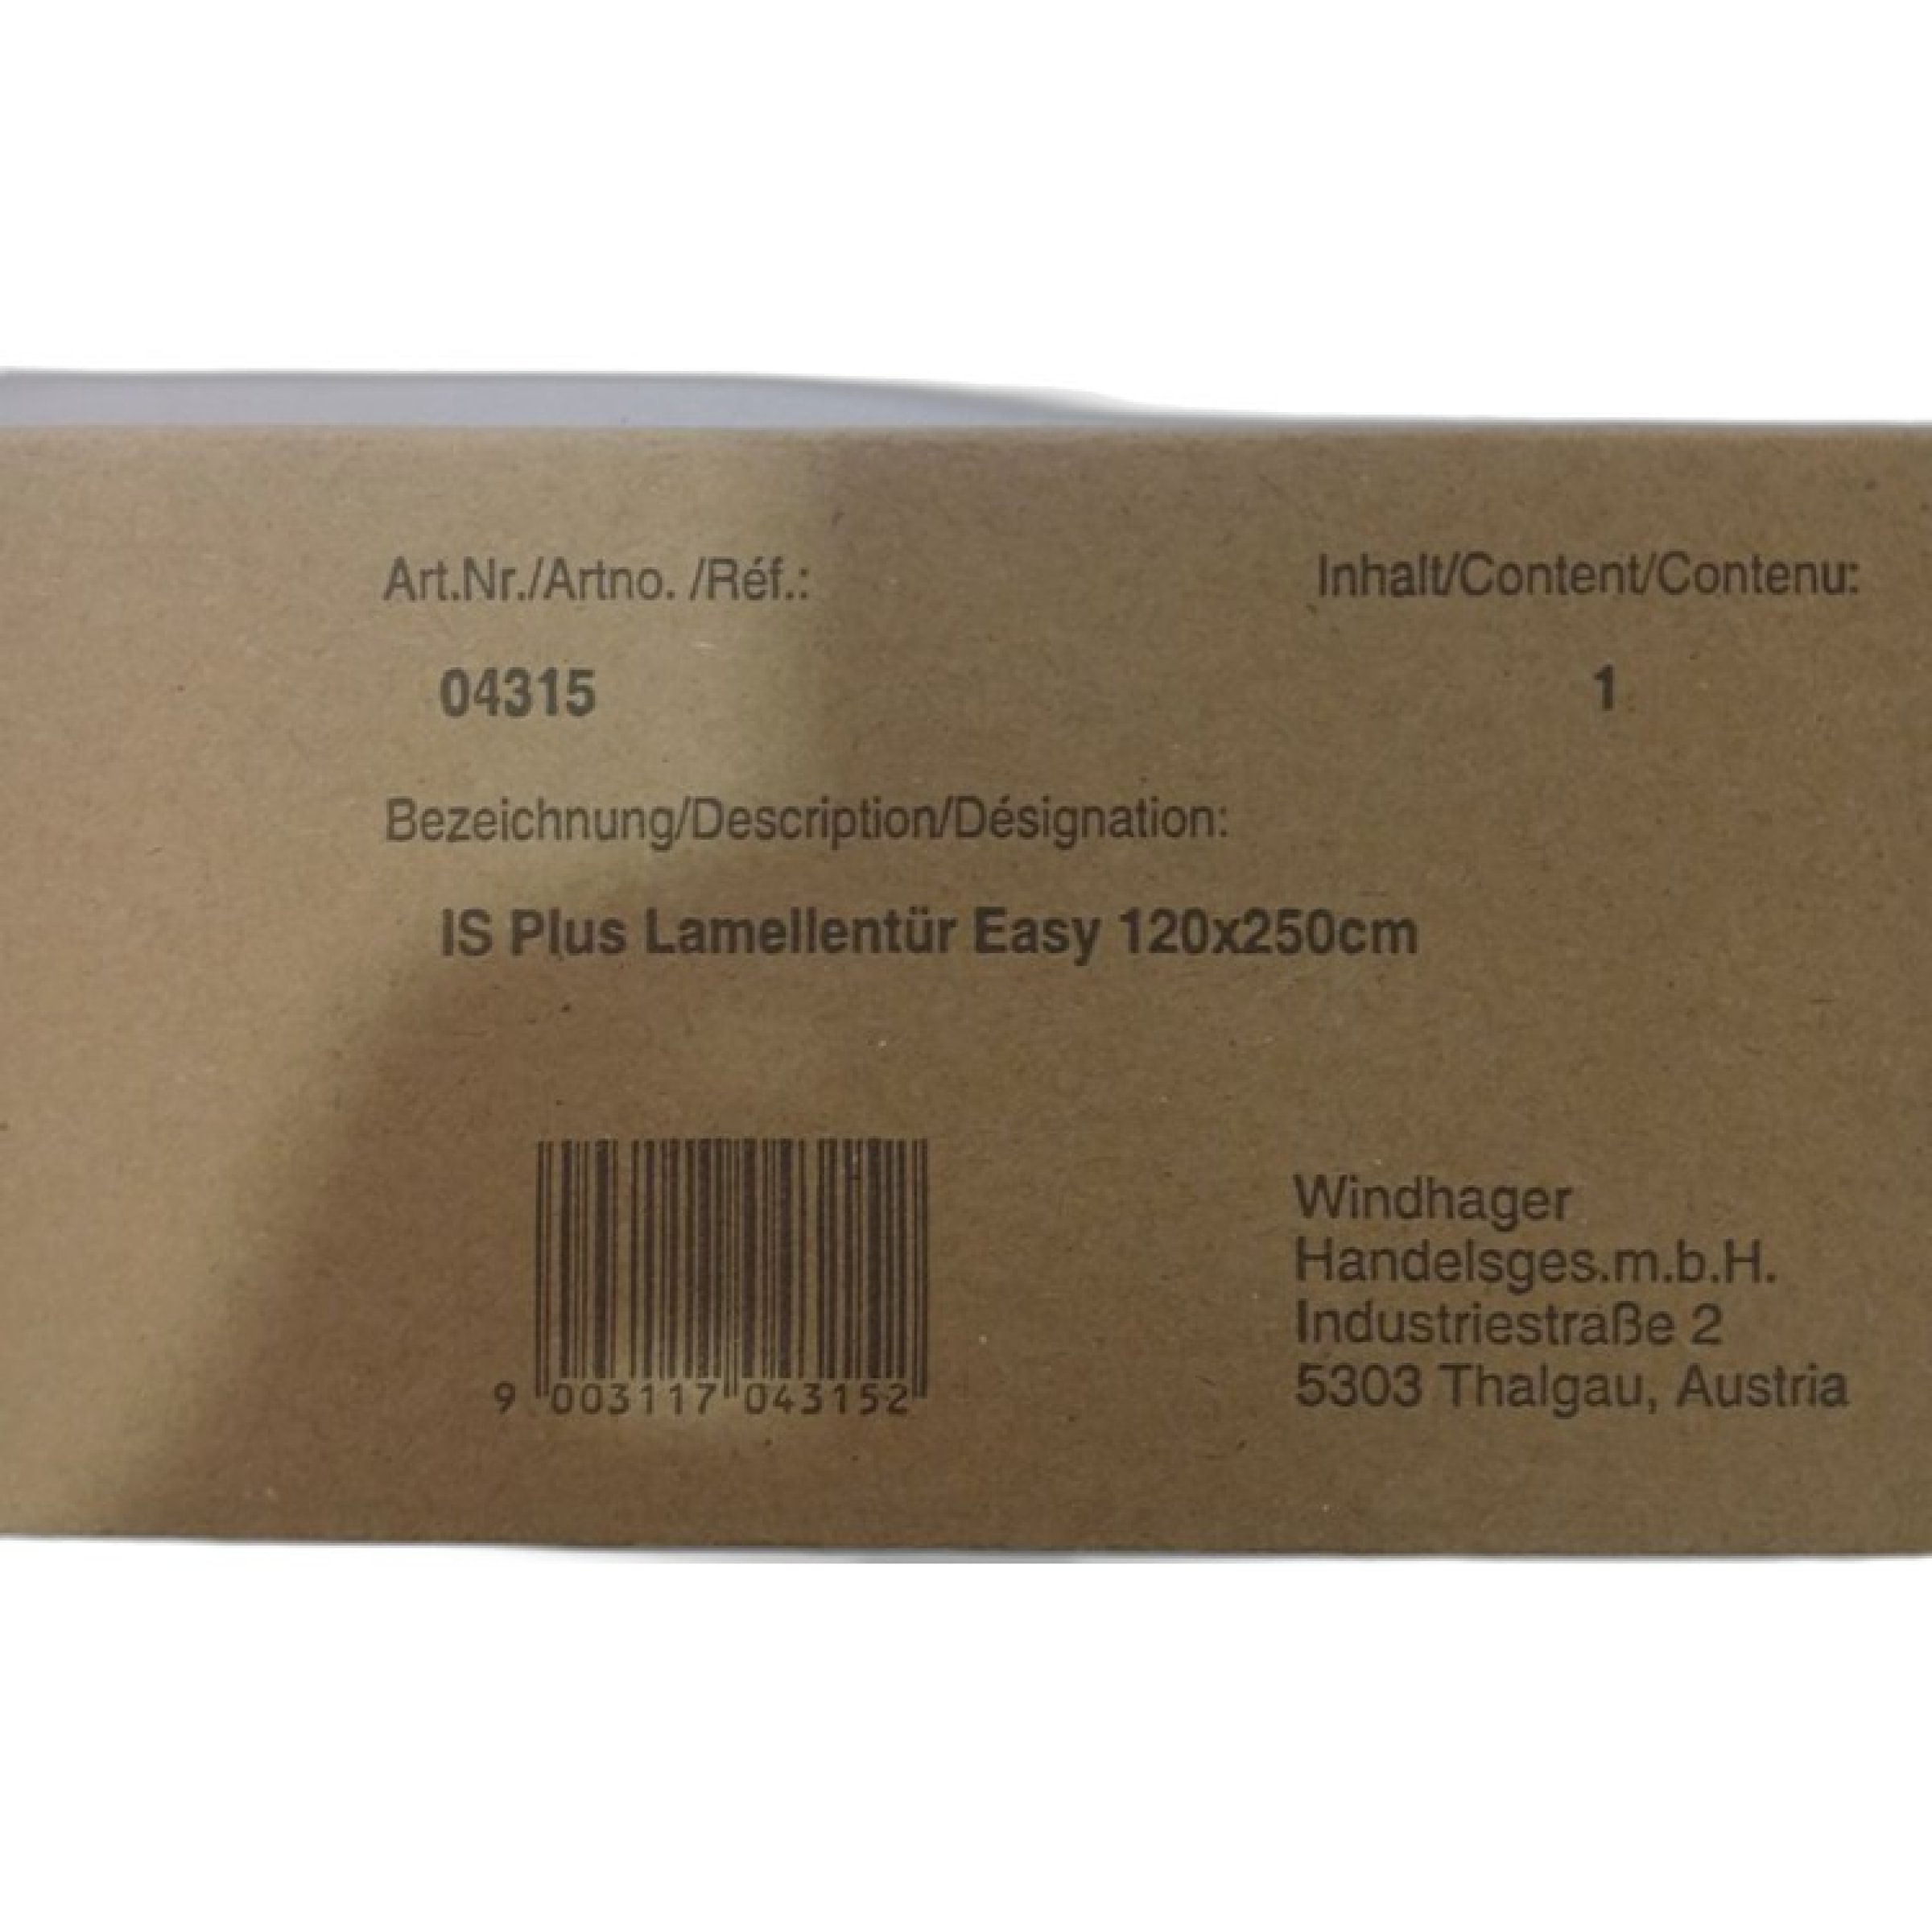 Art.Nr./Artno. /Réf.:
Inhalt/Content/Contenu:
04315
1
Bezeichnung/Description/Désignation:
IS Plus Lamellentür Easy 120x250cm
9 003117 043152
Windhager
Handelsges.m.b.H.
Industriestraße 2
5303 Thalgau, Austria